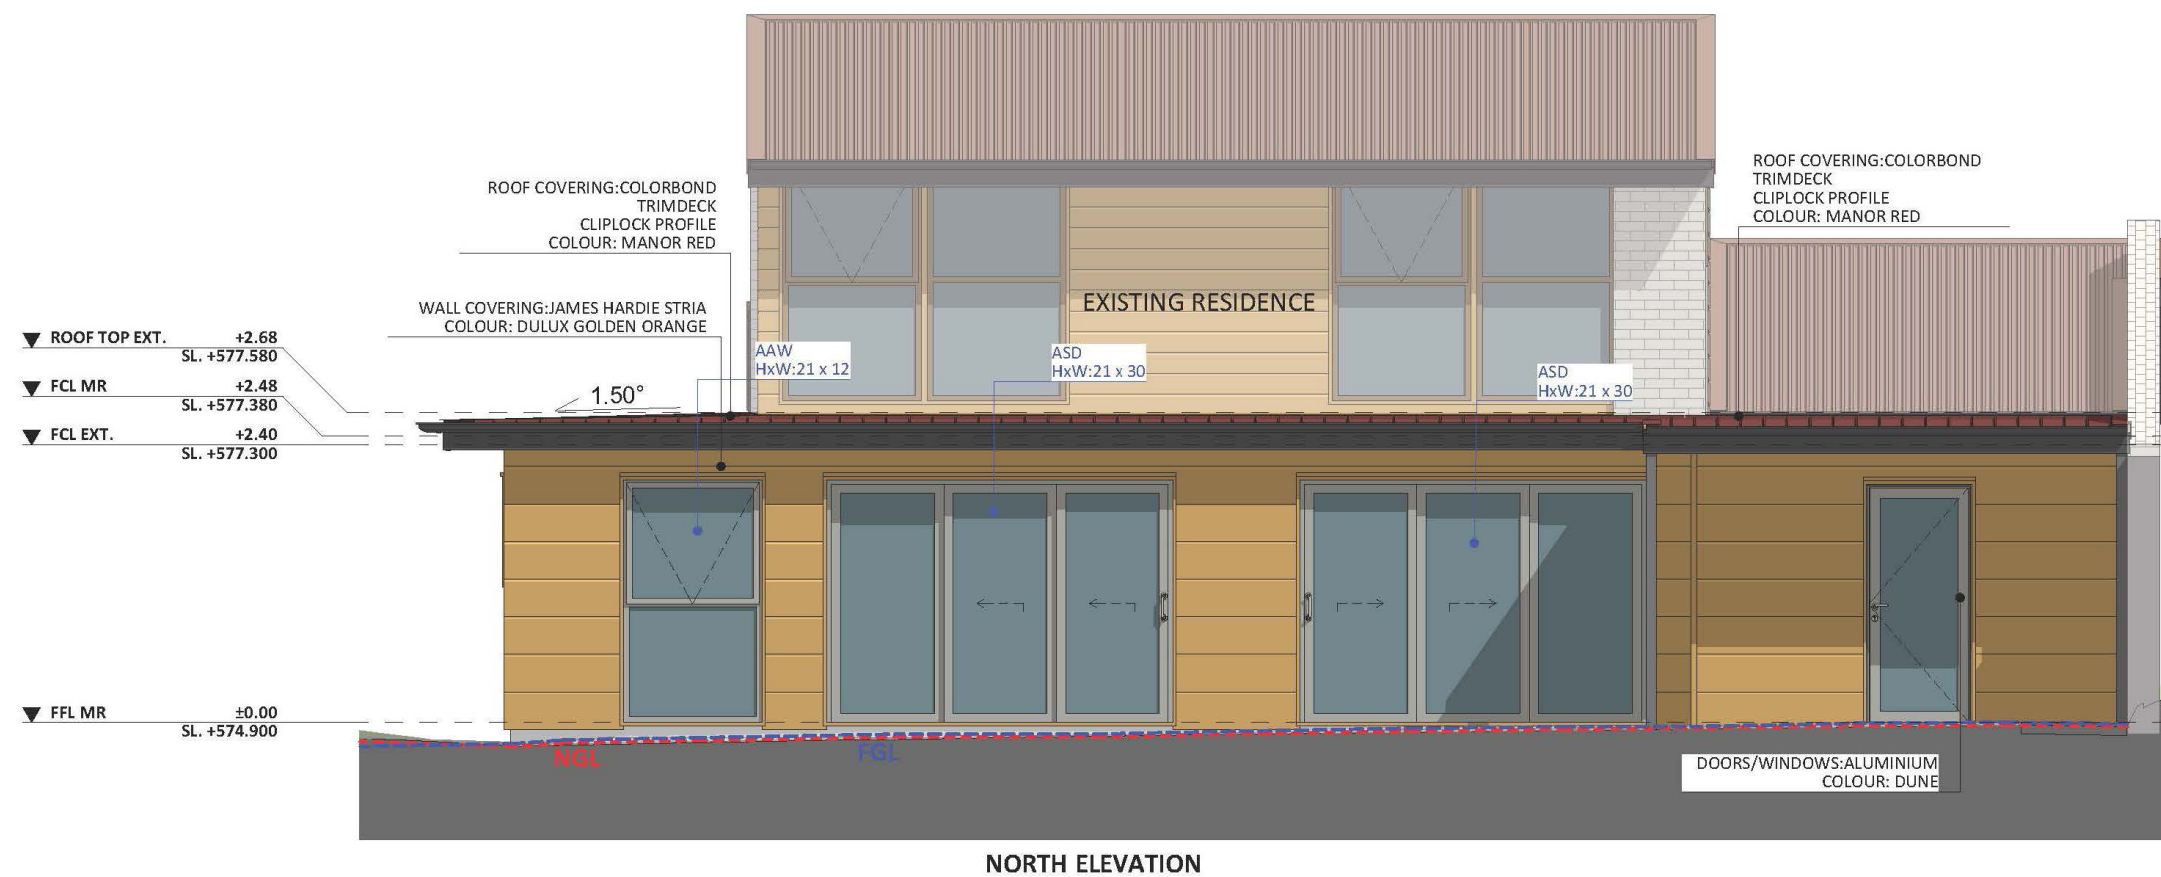 ROOF COVERING:COLORBOND
TRIMDECK
CLIPLOCK PROFILE
COLOUR: MANOR RED
ROOF COVERING:COLORBOND
TRIMDECK
CLIPLOCK PROFILE
COLOUR: MANOR RED
WALL COVERING:JAMES HARDIE STRIA
COLOUR: DULUX GOLDEN ORANGE
EXISTING RESIDENCE
ROOF TOP EXT. +2.68
SL. +577.580
FCL MR +2.48
SL. +577.380
FCL EXT. +2.40
SL. +577.300
1.50°
AAW
HxW:21 x 12
ASD
HxW:21 x 30
ASD
HxW:21 x 30
FFL MR ±0.00
SL. +574.900
NGL
FGL
DOORS/WINDOWS:ALUMINIUM
COLOUR: DUNE
NORTH ELEVATION